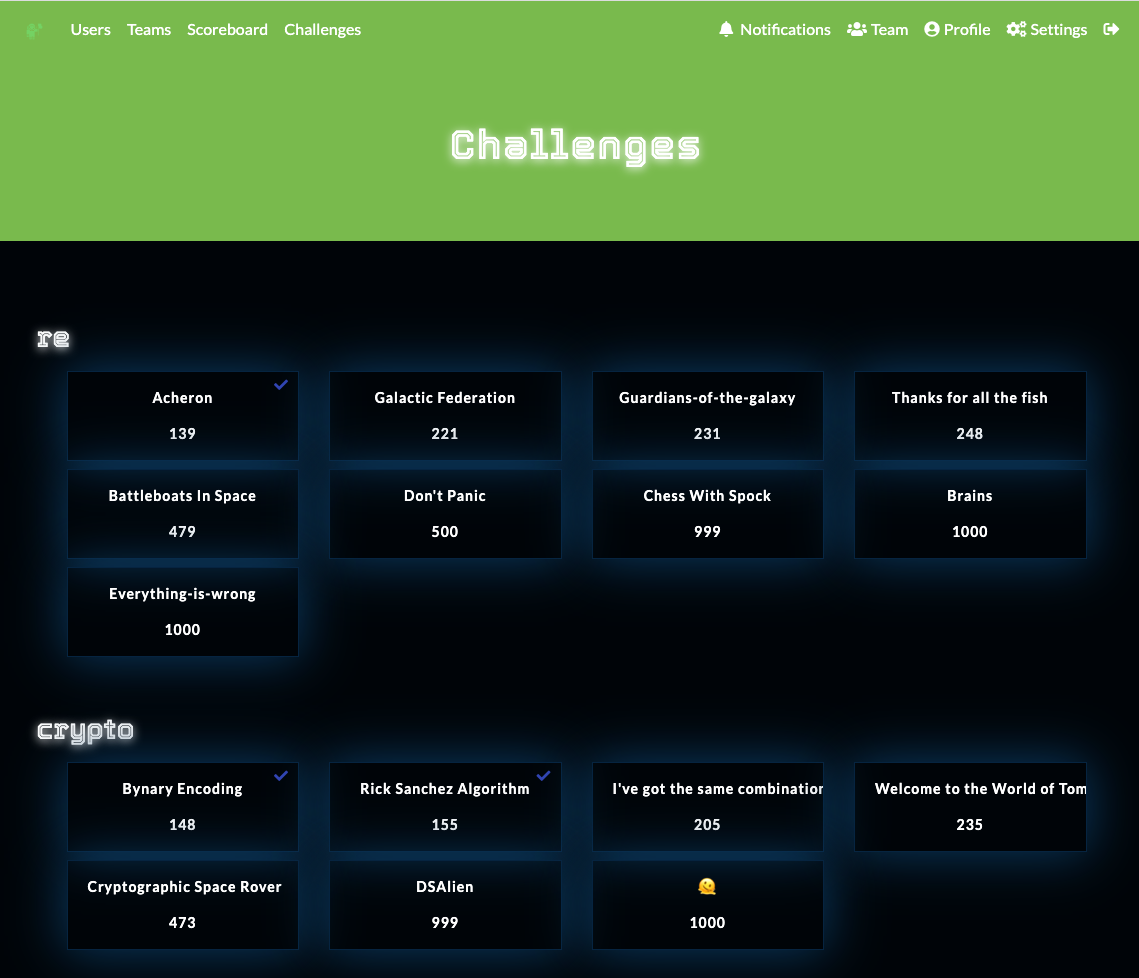 Users Teams Scoreboard Challenges Notifications Team Profile Settings
Challenges
re
Acheron Galactic Federation Guardians-of-the-galaxy Thanks for all the fish
139 221 231 248
Battleboats In Space Don't Panic Chess With Spock Brains
479 500 999 1000
Everything-is-wrong
1000
crypto
Bynary Encoding Rick Sanchez Algorithm I've got the same combination Welcome to the World of Tom
148 155 205 235
Cryptographic Space Rover DSAlien 🫠
473 999 1000